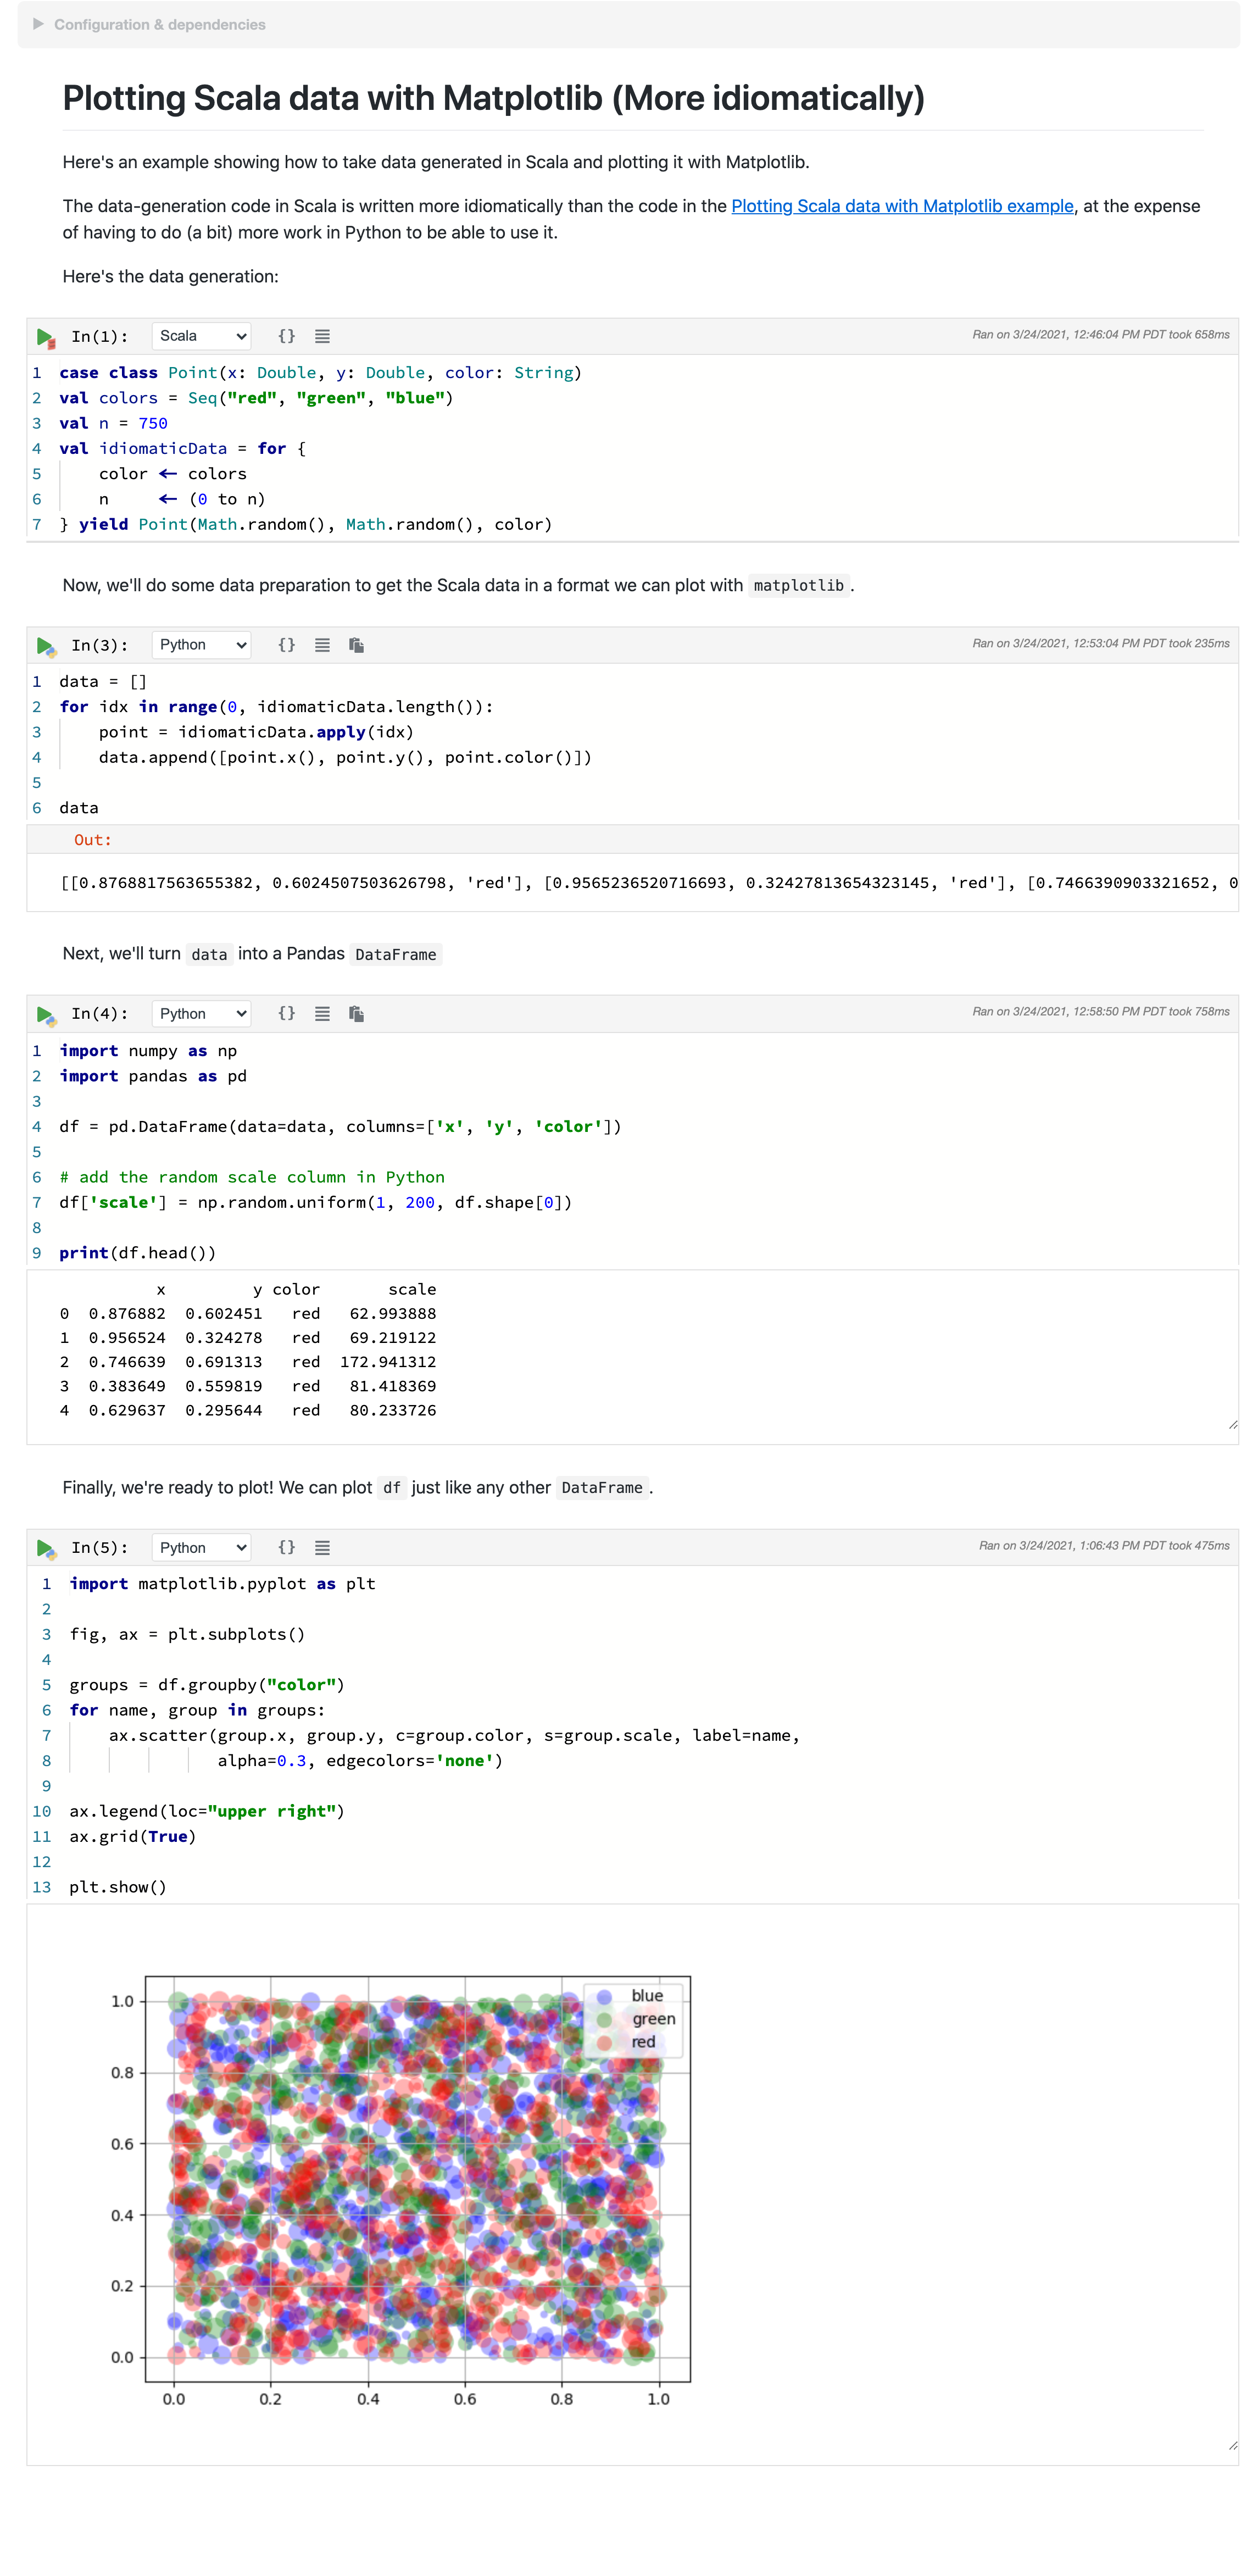 Configuration & dependencies
Plotting Scala data with Matplotlib (More idiomatically)
Here's an example showing how to take data generated in Scala and plotting it with Matplotlib.
The data-generation code in Scala is written more idiomatically than the code in the Plotting Scala data with Matplotlib example, at the expense
of having to do (a bit) more work in Python to be able to use it.
Here's the data generation:
In(1): Scala {} Ran on 3/24/2021, 12:46:04 PM PDT took 658ms
1 case class Point(x: Double, y: Double, color: String)
2 val colors = Seq("red", "green", "blue")
3 val n = 750
4 val idiomaticData = for {
5     color ← colors
6     n     ← (0 to n)
7 } yield Point(Math.random(), Math.random(), color)
Now, we'll do some data preparation to get the Scala data in a format we can plot with matplotlib.
In(3): Python {} Ran on 3/24/2021, 12:53:04 PM PDT took 235ms
1 data = []
2 for idx in range(0, idiomaticData.length()):
3     point = idiomaticData.apply(idx)
4     data.append([point.x(), point.y(), point.color()])
5
6 data
Out:
[[0.8768817563655382, 0.6024507503626798, 'red'], [0.9565236520716693, 0.32427813654323145, 'red'], [0.7466390903321652, 0
Next, we'll turn data into a Pandas DataFrame
In(4): Python {} Ran on 3/24/2021, 12:58:50 PM PDT took 758ms
1 import numpy as np
2 import pandas as pd
3
4 df = pd.DataFrame(data=data, columns=['x', 'y', 'color'])
5
6 # add the random scale column in Python
7 df['scale'] = np.random.uniform(1, 200, df.shape[0])
8
9 print(df.head())
x y color scale
0 0.876882 0.602451 red 62.993888
1 0.956524 0.324278 red 69.219122
2 0.746639 0.691313 red 172.941312
3 0.383649 0.559819 red 81.418369
4 0.629637 0.295644 red 80.233726
Finally, we're ready to plot! We can plot df just like any other DataFrame.
In(5): Python {} Ran on 3/24/2021, 1:06:43 PM PDT took 475ms
1 import matplotlib.pyplot as plt
2
3 fig, ax = plt.subplots()
4
5 groups = df.groupby("color")
6 for name, group in groups:
7     ax.scatter(group.x, group.y, c=group.color, s=group.scale, label=name,
8                alpha=0.3, edgecolors='none')
9
10 ax.legend(loc="upper right")
11 ax.grid(True)
12
13 plt.show()
blue
green
red
1.0
0.8
0.6
0.4
0.2
0.0
0.0 0.2 0.4 0.6 0.8 1.0